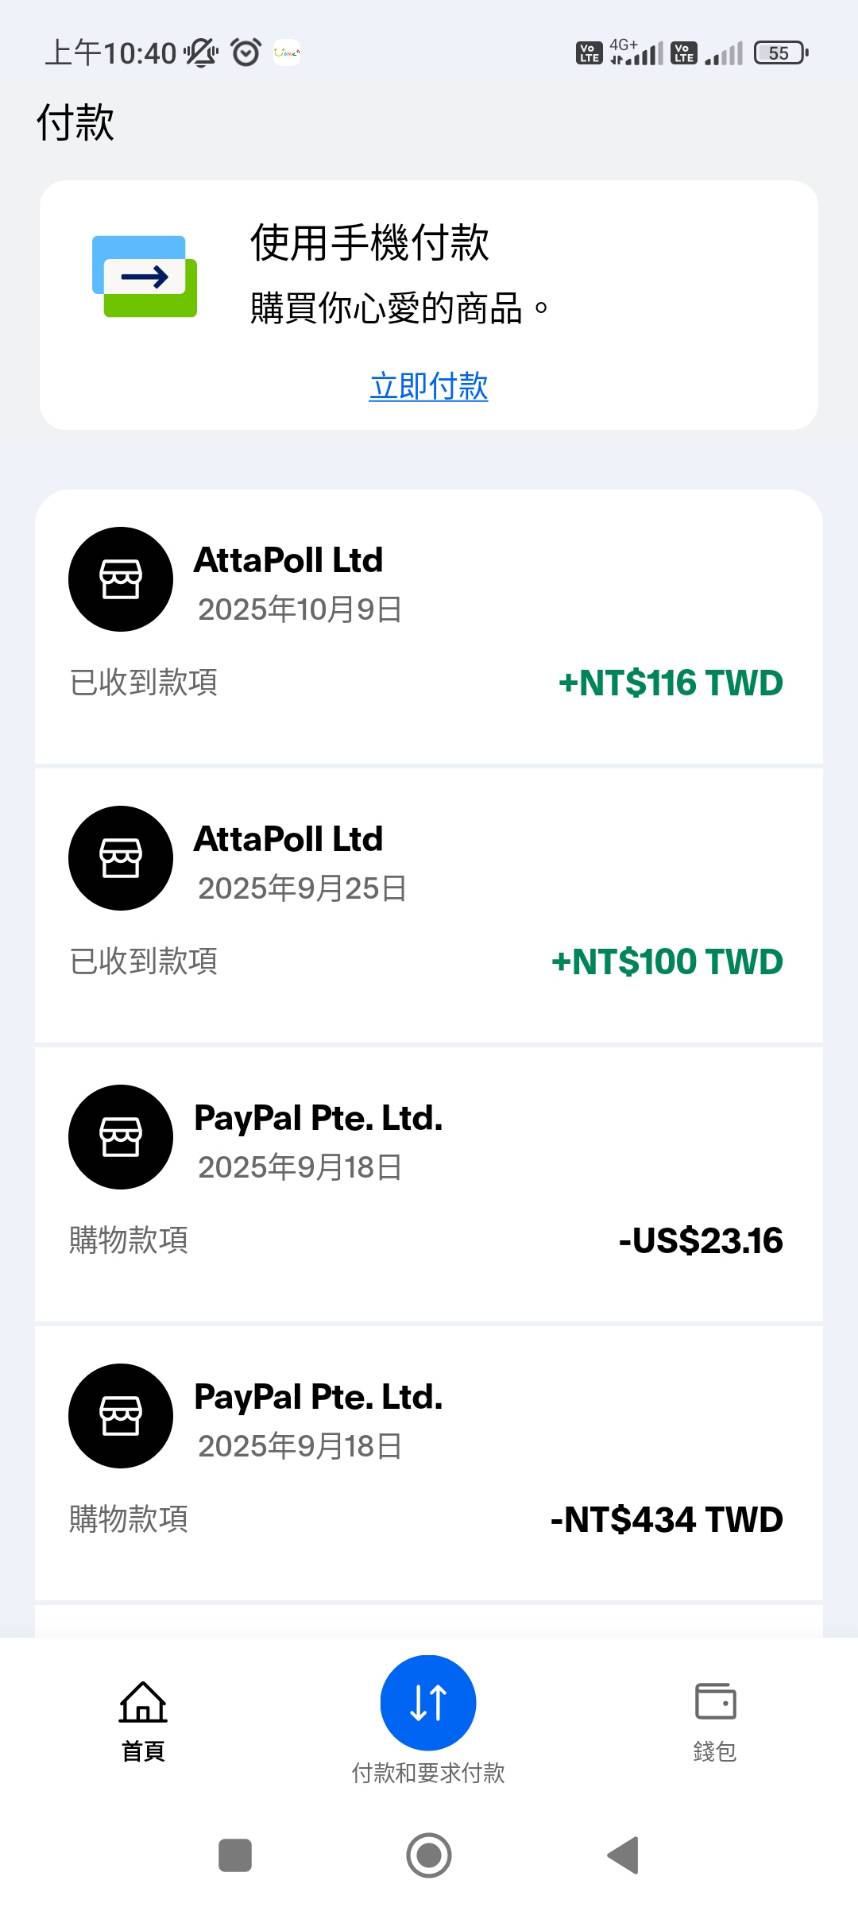 上午10:40
4G+
Vo LTE
Vo LTE
55
付款
使用手機付款
購買你心愛的商品。
立即付款
AttaPoll Ltd
2025年10月9日
已收到款項
+NT$116 TWD
AttaPoll Ltd
2025年9月25日
已收到款項
+NT$100 TWD
PayPal Pte. Ltd.
2025年9月18日
購物款項
-US$23.16
PayPal Pte. Ltd.
2025年9月18日
購物款項
-NT$434 TWD
首頁
付款和要求付款
錢包